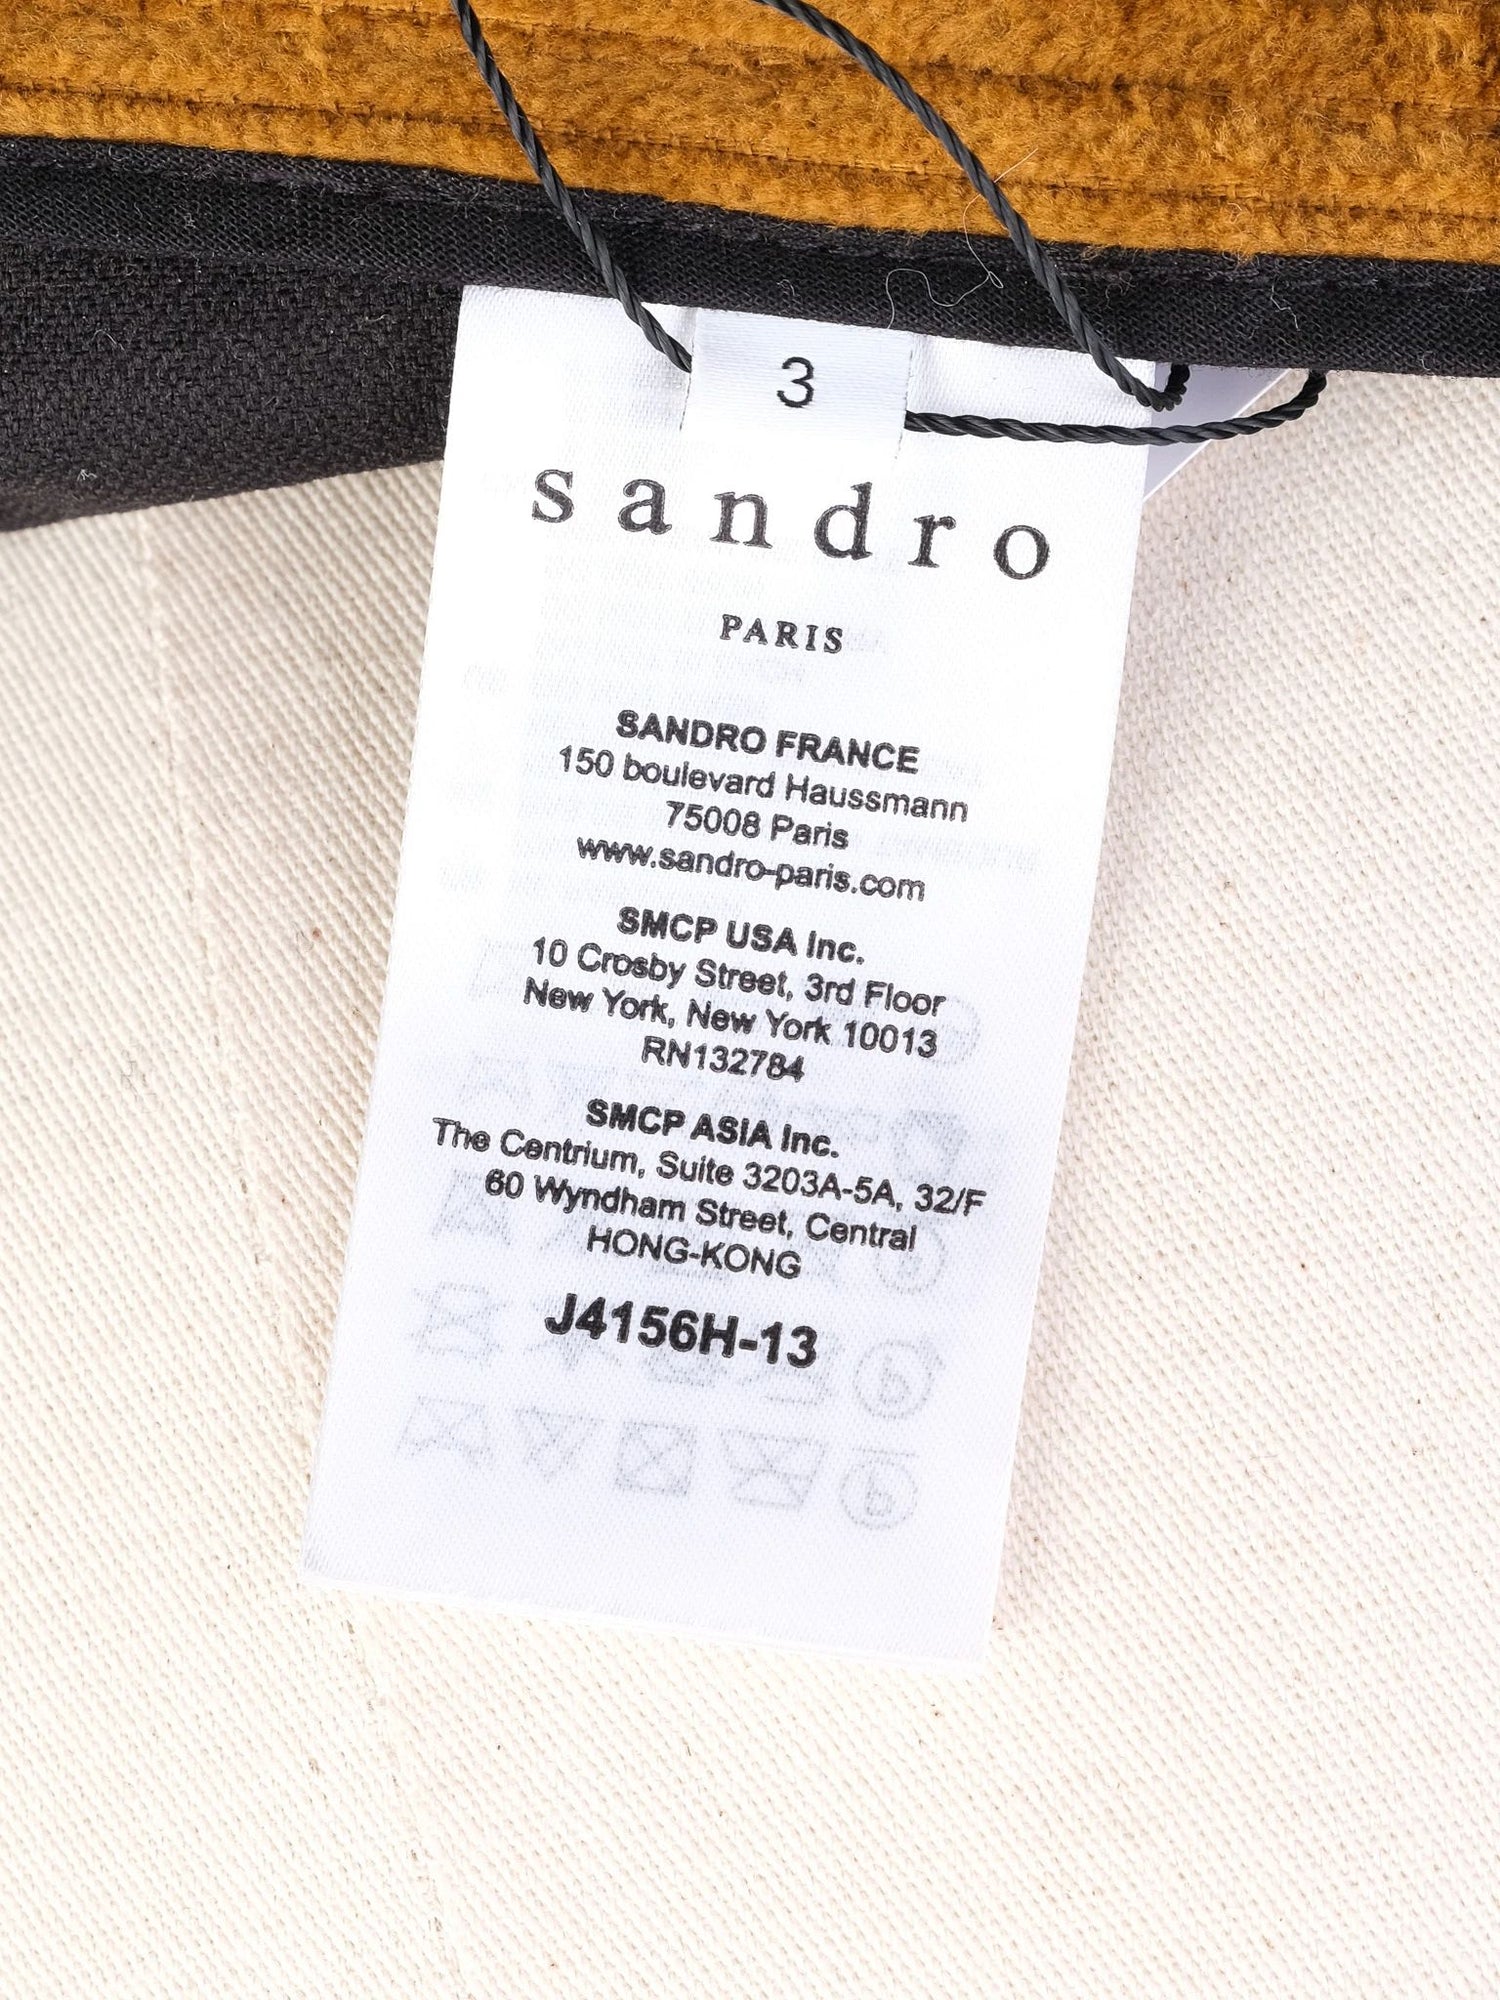 3
sandro
PARIS
SANDRO FRANCE
150 boulevard Haussmann
75008 Paris
www.sandro-paris.com
SMCP USA Inc.
10 Crosby Street, 3rd Floor
New York, New York 10013
RN132784
SMCP ASIA Inc.
The Centrium, Suite 3203A-5A, 32/F
60 Wyndham Street, Central
HONG-KONG
J4156H-13